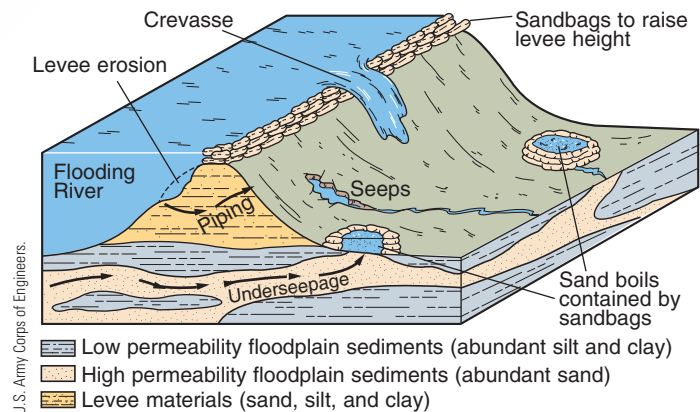 Crevasse
Sandbags to raise
levee height
Levee erosion
Flooding
River
Piping
Seeps
Underseepage
Sand boils
contained by
sandbags
U.S. Army Corps of Engineers.
Low permeability floodplain sediments (abundant silt and clay)
High permeability floodplain sediments (abundant sand)
Levee materials (sand, silt, and clay)